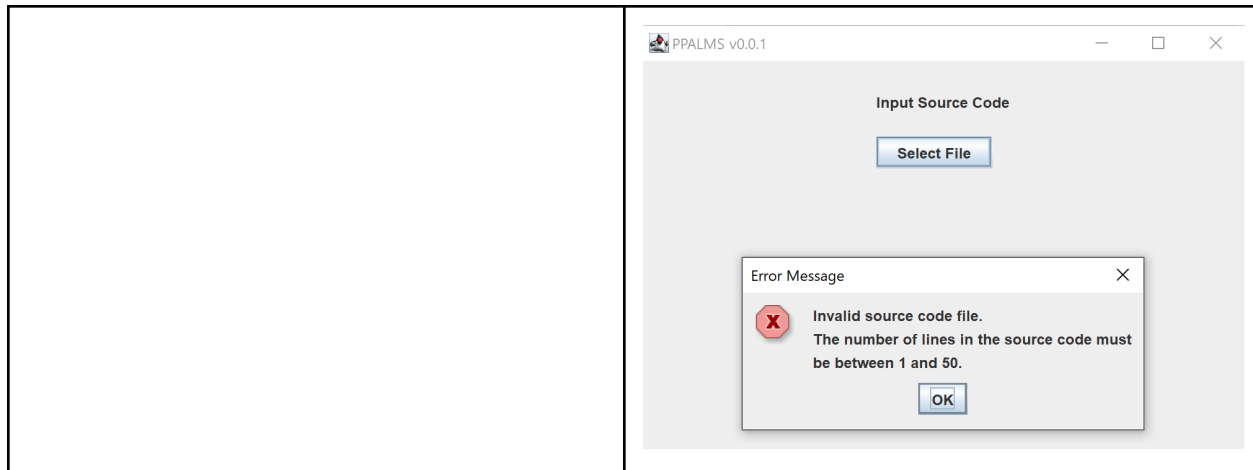 PPALMS v0.0.1
Input Source Code
Select File
Error Message
Invalid source code file.
The number of lines in the source code must
be between 1 and 50.
OK